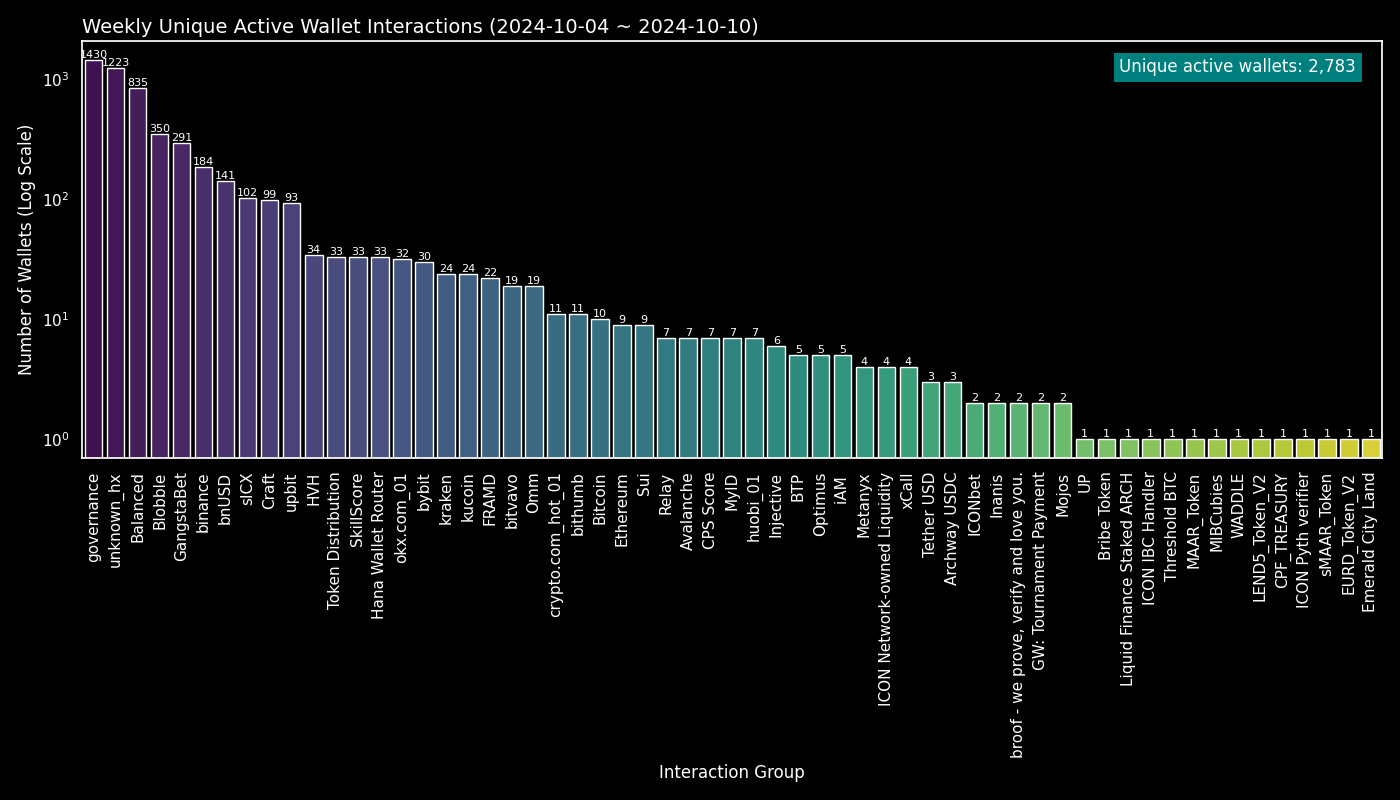 Weekly Unique Active Wallet Interactions (2024-10-04 ~ 2024-10-10)
Unique active wallets: 2,783
Number of Wallets (Log Scale)
10³
10²
10¹
10⁰
1430
1223
835
350
291
184
141
102
99
93
34
33
33
33
32
30
24
24
22
19
19
11
11
10
9
9
7
7
7
7
7
6
5
5
5
4
4
4
3
3
2
2
2
2
2
1
1
1
1
1
1
1
1
1
1
1
1
1
1
governance
unknown_hx
Balanced
Blobble
GangstaBet
binance
bnUSD
sICX
Craft
upbit
HVH
Token Distribution
SkillScore
Hana Wallet Router
okx.com_01
bybit
kraken
kucoin
FRAMD
bitvavo
Omm
crypto.com_hot_01
bithumb
Bitcoin
Ethereum
Sui
Relay
Avalanche
CPS Score
MyID
huobi_01
Injective
BTP
Optimus
iAM
Metanyx
ICON Network-owned Liquidity
xCall
Tether USD
Archway USDC
ICONbet
Inanis
broof - we prove, verify and love you.
GW: Tournament Payment
Mojos
UP
Bribe Token
Liquid Finance Staked ARCH
ICON IBC Handler
Threshold BTC
MAAR_Token
MIBCubies
WADDLE
LEND5_Token_V2
CPF_TREASURY
ICON Pyth verifier
sMAAR_Token
EURD_Token_V2
Emerald City Land
Interaction Group